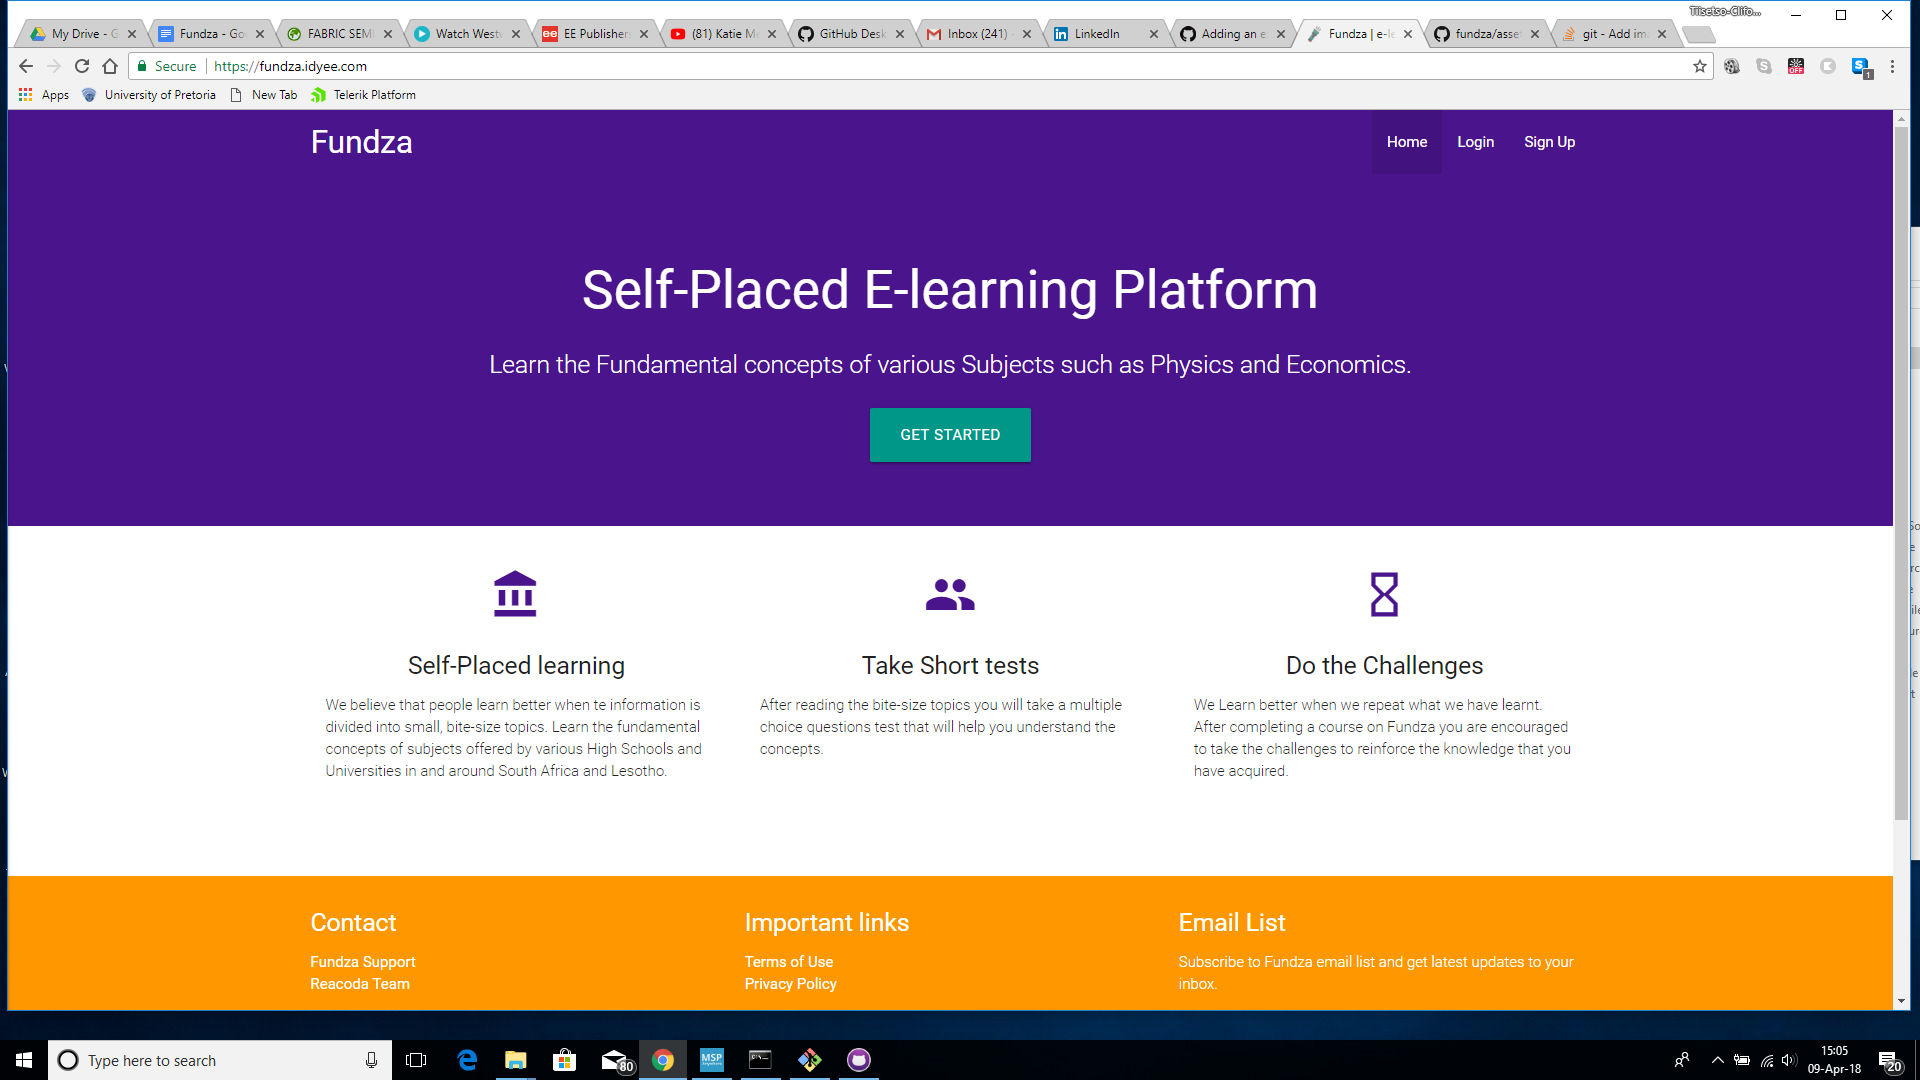 Tlisetso-Clifo...
My Drive - G
Fundza - Go
FABRIC SEMI
Watch Westw
EE Publishers
(81) Katie Me
GitHub Desk
Inbox (241) -
LinkedIn
Adding an e
Fundza | e-le
fundza/asset
git - Add im
Secure
https://fundza.idyee.com
OFF
1
Apps
University of Pretoria
New Tab
Telerik Platform
Fundza
Home
Login
Sign Up
Self-Placed E-learning Platform
Learn the Fundamental concepts of various Subjects such as Physics and Economics.
GET STARTED
Self-Placed learning
We believe that people learn better when te information is
divided into small, bite-size topics. Learn the fundamental
concepts of subjects offered by various High Schools and
Universities in and around South Africa and Lesotho.
Take Short tests
After reading the bite-size topics you will take a multiple
choice questions test that will help you understand the
concepts.
Do the Challenges
We Learn better when we repeat what we have learnt.
After completing a course on Fundza you are encouraged
to take the challenges to reinforce the knowledge that you
have acquired.
Contact
Fundza Support
Reacoda Team
Important links
Terms of Use
Privacy Policy
Email List
Subscribe to Fundza email list and get latest updates to your
inbox.
Type here to search
80
MSP
15:05
09-Apr-18
20